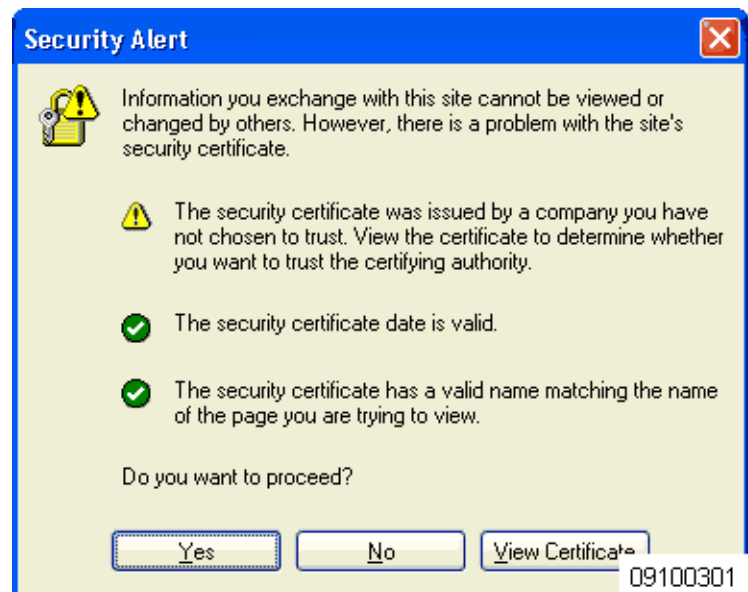 Security Alert
Information you exchange with this site cannot be viewed or
changed by others. However, there is a problem with the site's
security certificate.
The security certificate was issued by a company you have
not chosen to trust. View the certificate to determine whether
you want to trust the certifying authority.
The security certificate date is valid.
The security certificate has a valid name matching the name
of the page you are trying to view.
Do you want to proceed?
Yes No View Certificate
09100301